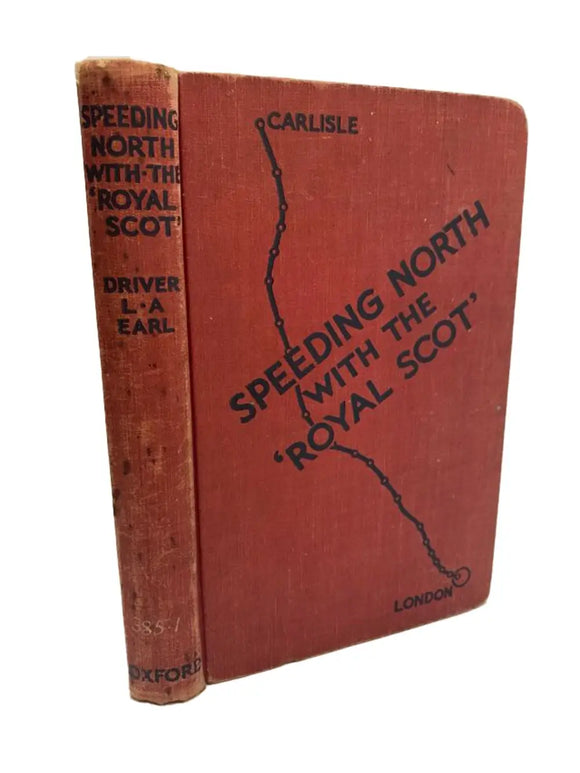 SPEEDING
NORTH
WITH·THE
'ROYAL
SCOT'
DRIVER
L·A
EARL
385·1
OXFORD
CARLISLE
SPEEDING NORTH
WITH THE
'ROYAL SCOT'
LONDON